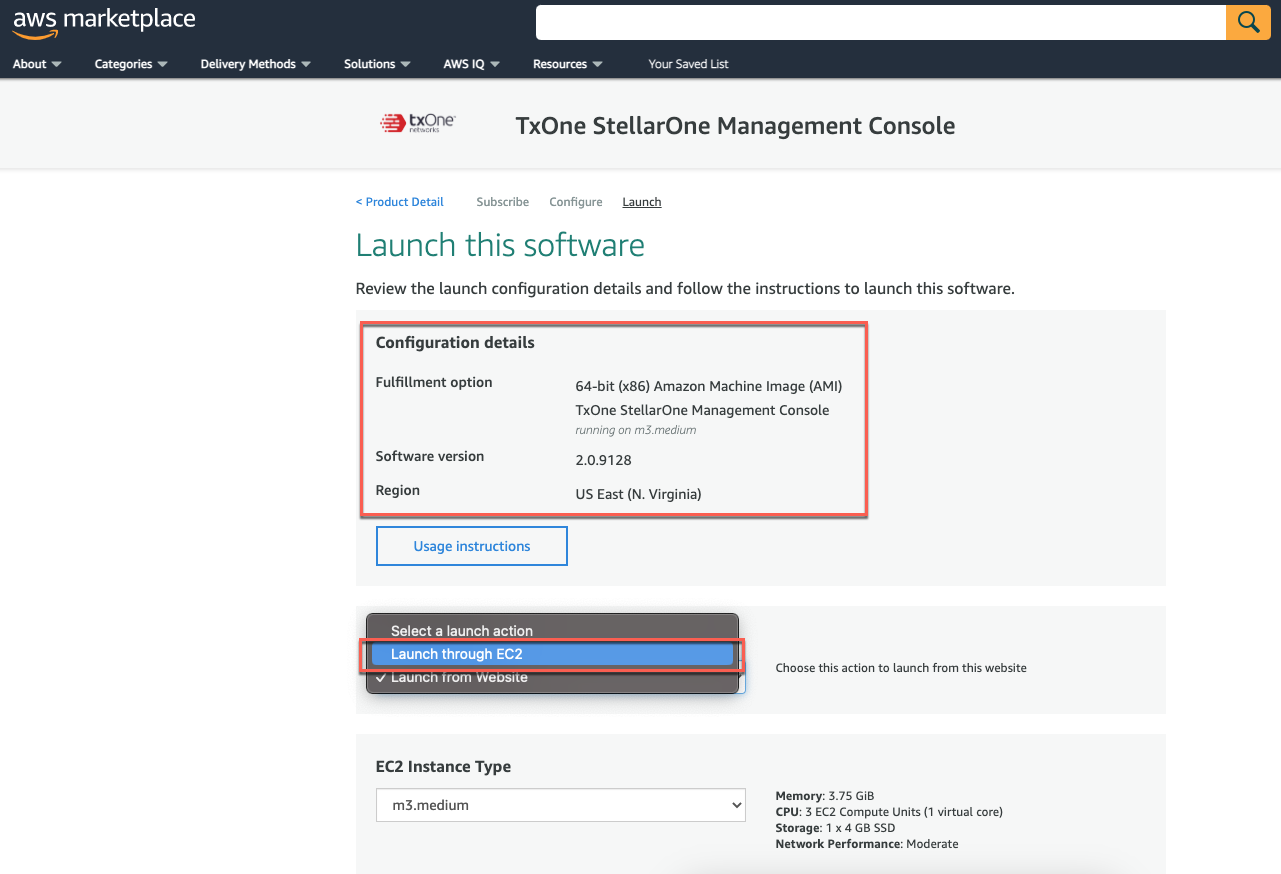 aws marketplace
About
Categories
Delivery Methods
Solutions
AWS IQ
Resources
Your Saved List
txOne
networks
TxOne StellarOne Management Console
< Product Detail
Subscribe
Configure
Launch
Launch this software
Review the launch configuration details and follow the instructions to launch this software.
Configuration details
Fulfillment option
64-bit (x86) Amazon Machine Image (AMI)
TxOne StellarOne Management Console
running on m3.medium
Software version
2.0.9128
Region
US East (N. Virginia)
Usage instructions
Select a launch action
Launch through EC2
✓ Launch from Website
Choose this action to launch from this website
EC2 Instance Type
m3.medium
Memory: 3.75 GiB
CPU: 3 EC2 Compute Units (1 virtual core)
Storage: 1 x 4 GB SSD
Network Performance: Moderate